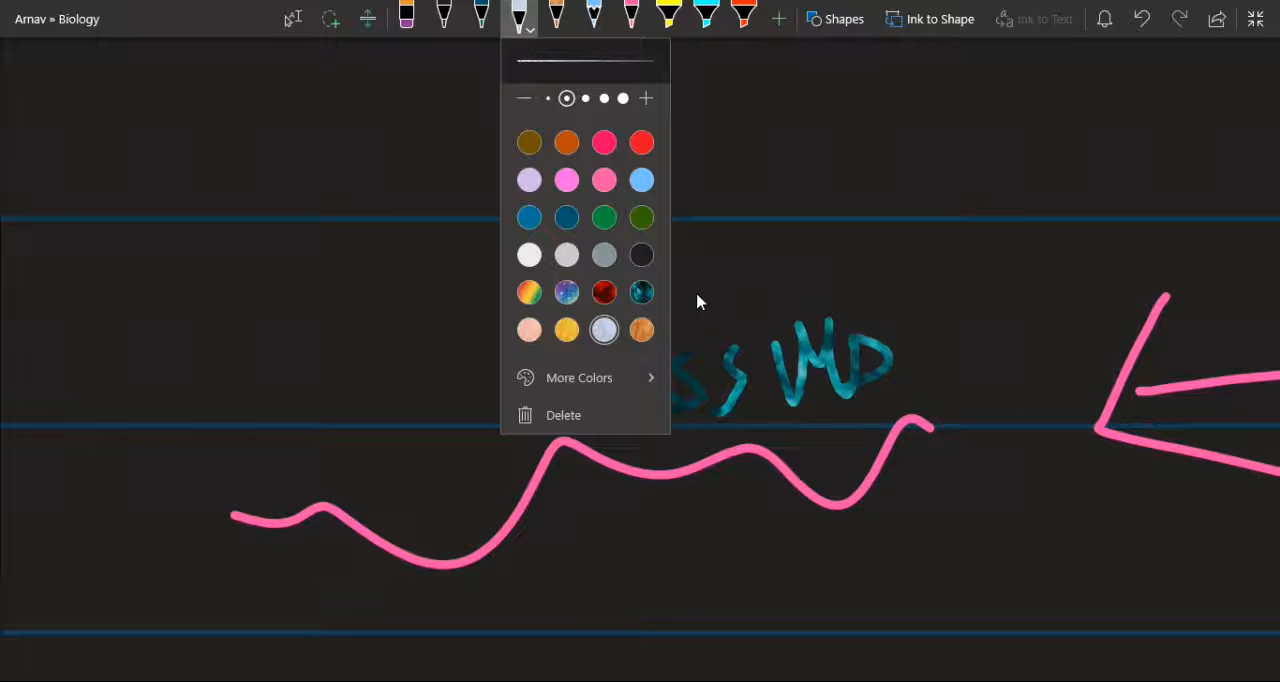 Arnav » Biology
Shapes
Ink to Shape
Ink to Text
More Colors
Delete